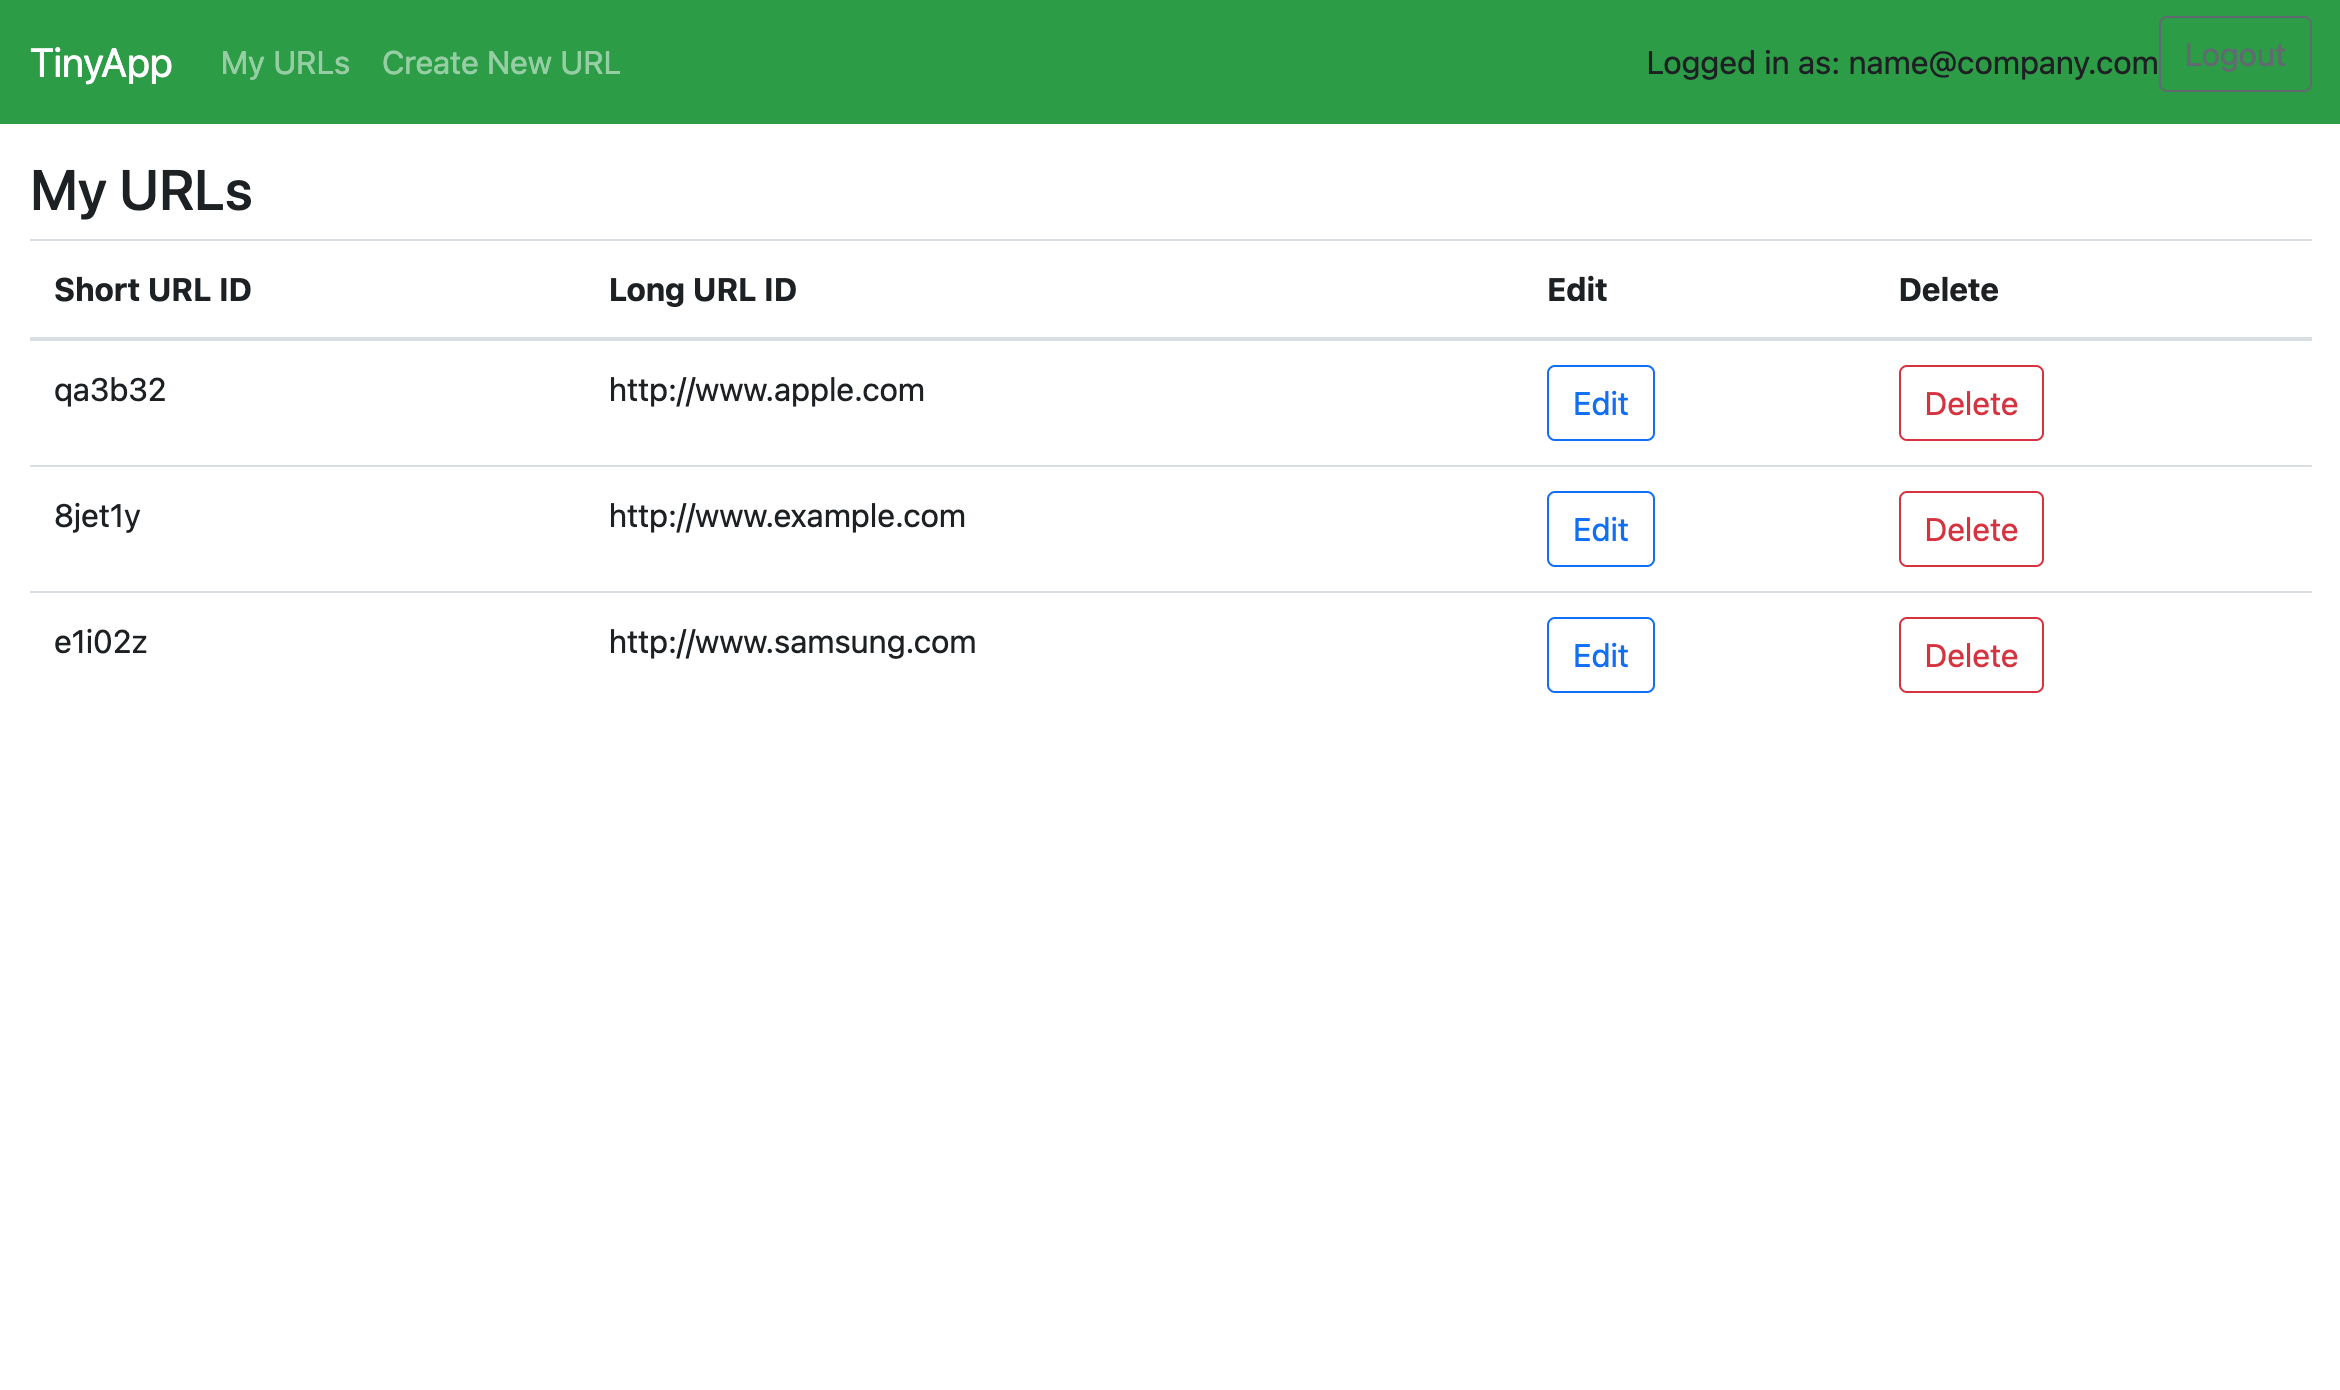 TinyApp My URLs Create New URL Logged in as: name@company.com Logout
My URLs
Short URL ID Long URL ID Edit Delete
qa3b32 http://www.apple.com Edit Delete
8jet1y http://www.example.com Edit Delete
e1i02z http://www.samsung.com Edit Delete